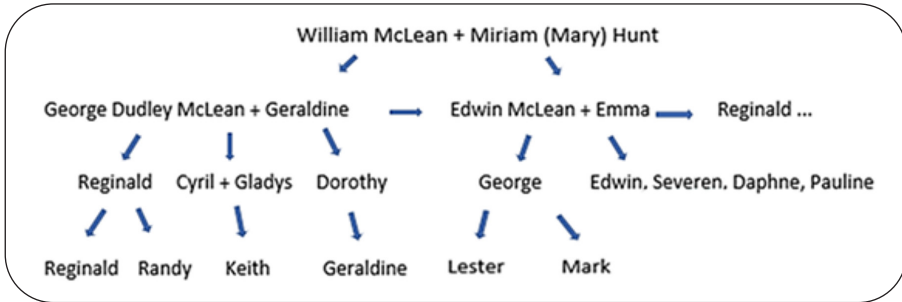 William McLean + Miriam (Mary) Hunt
George Dudley McLean + Geraldine Edwin McLean + Emma Reginald ...
Reginald Cyril + Gladys Dorothy George Edwin, Severen, Daphne, Pauline
Reginald Randy Keith Geraldine Lester Mark